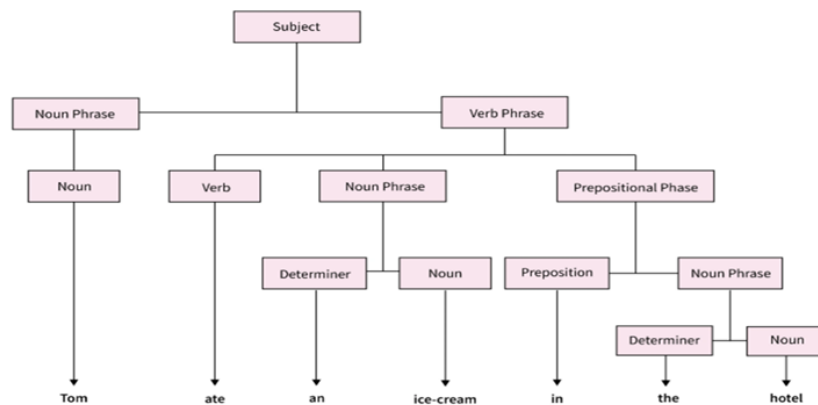 Subject
Noun Phrase
Verb Phrase
Noun
Verb
Noun Phrase
Prepositional Phase
Determiner
Noun
Preposition
Noun Phrase
Determiner
Noun
Tom ate an ice-cream in the hotel